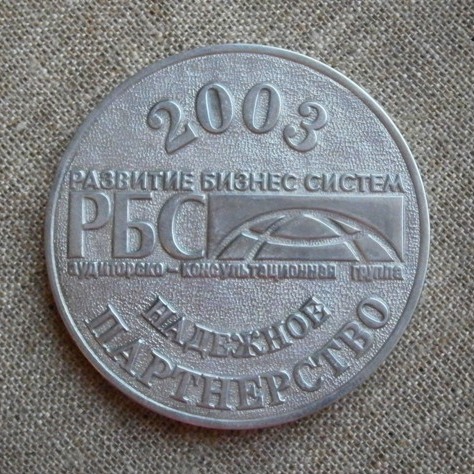 2003
РАЗВИТИЕ БИЗНЕС СИСТЕМ
РБС
аудиторско - консультационная группа
НАДЕЖНОЕ
ПАРТНЕРСТВО